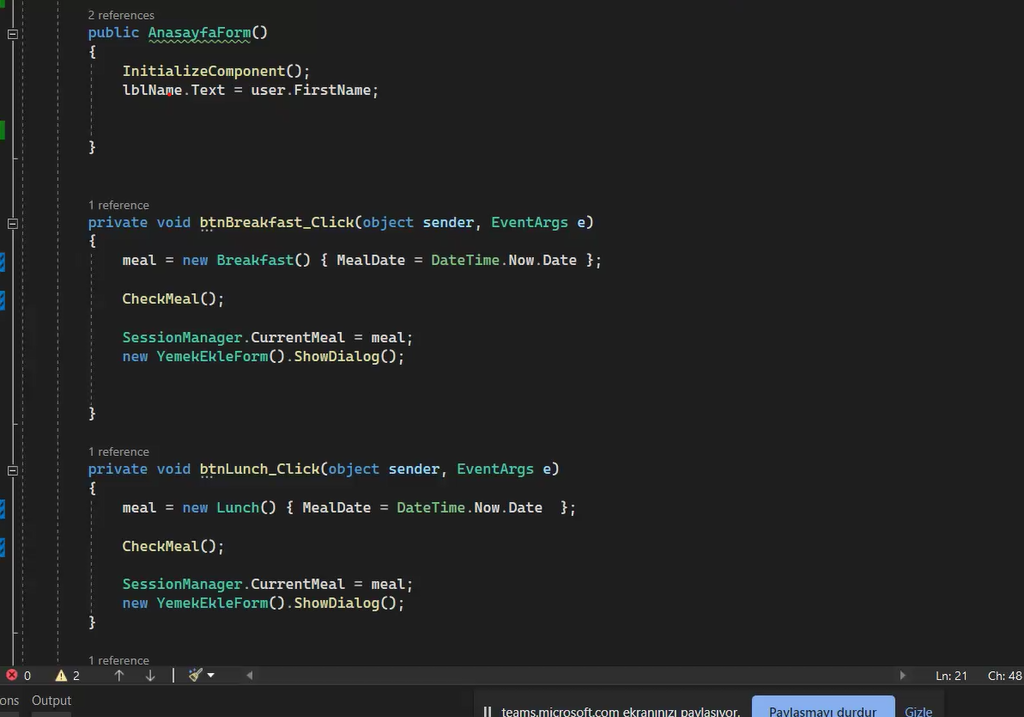 2 references
public AnasayfaForm()
{
InitializeComponent();
lblName.Text = user.FirstName;
}
1 reference
private void btnBreakfast_Click(object sender, EventArgs e)
{
meal = new Breakfast() { MealDate = DateTime.Now.Date };
CheckMeal();
SessionManager.CurrentMeal = meal;
new YemekEkleForm().ShowDialog();
}
1 reference
private void btnLunch_Click(object sender, EventArgs e)
{
meal = new Lunch() { MealDate = DateTime.Now.Date  };
CheckMeal();
SessionManager.CurrentMeal = meal;
new YemekEkleForm().ShowDialog();
}
1 reference
0 2 Ln: 21 Ch: 48
ons Output
teams.microsoft.com ekranınızı paylaşıyor. Paylaşmayı durdur Gizle